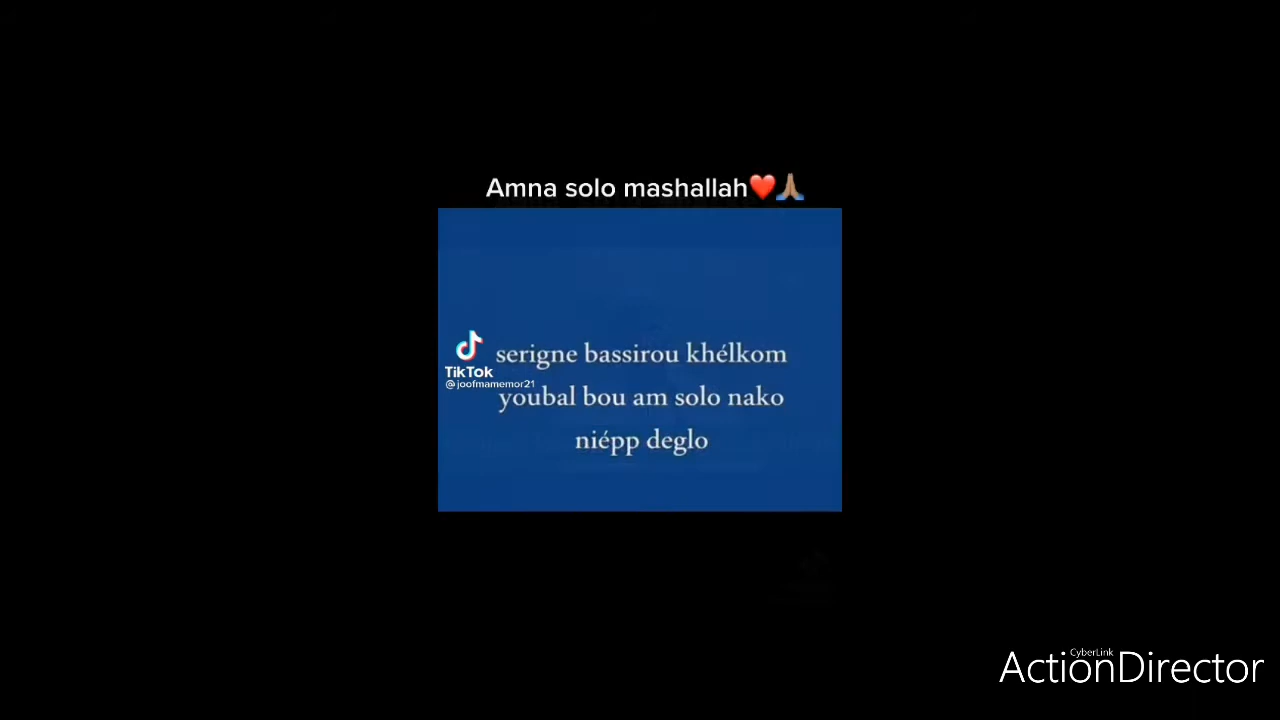 Amna solo mashallah❤️🙏🏽
serigne bassirou khélkom
TikTok
@joofmamemor21
youbal bou am solo nako
niépp deglo
CyberLink
ActionDirector